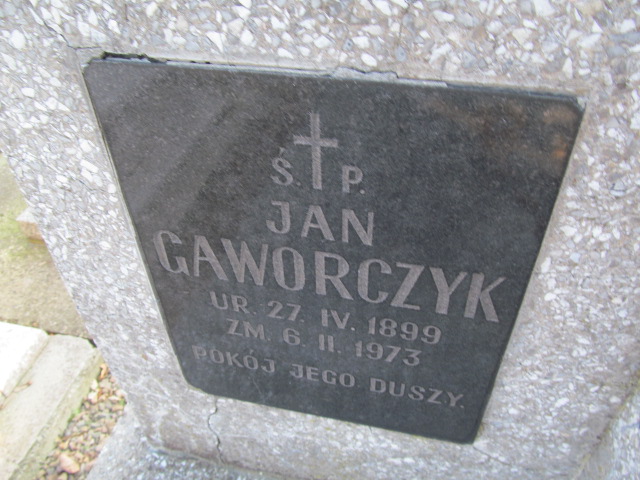 Ś. P.
JAN
GAWORCZYK
UR. 27. IV. 1899
ZM. 6. II. 1973
POKÓJ JEGO DUSZY.